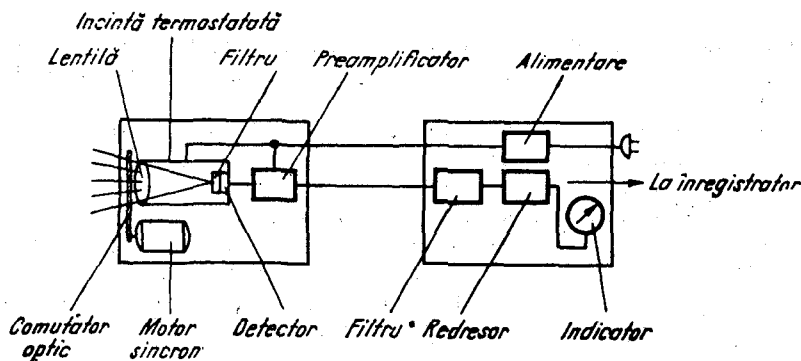 Incintă termostatată
Lentilă
Filtru
Preamplificator
Alimentare
La înregistrator
Comutator
optic
Motor
sincron
Detector
Filtru
Redresor
Indicator